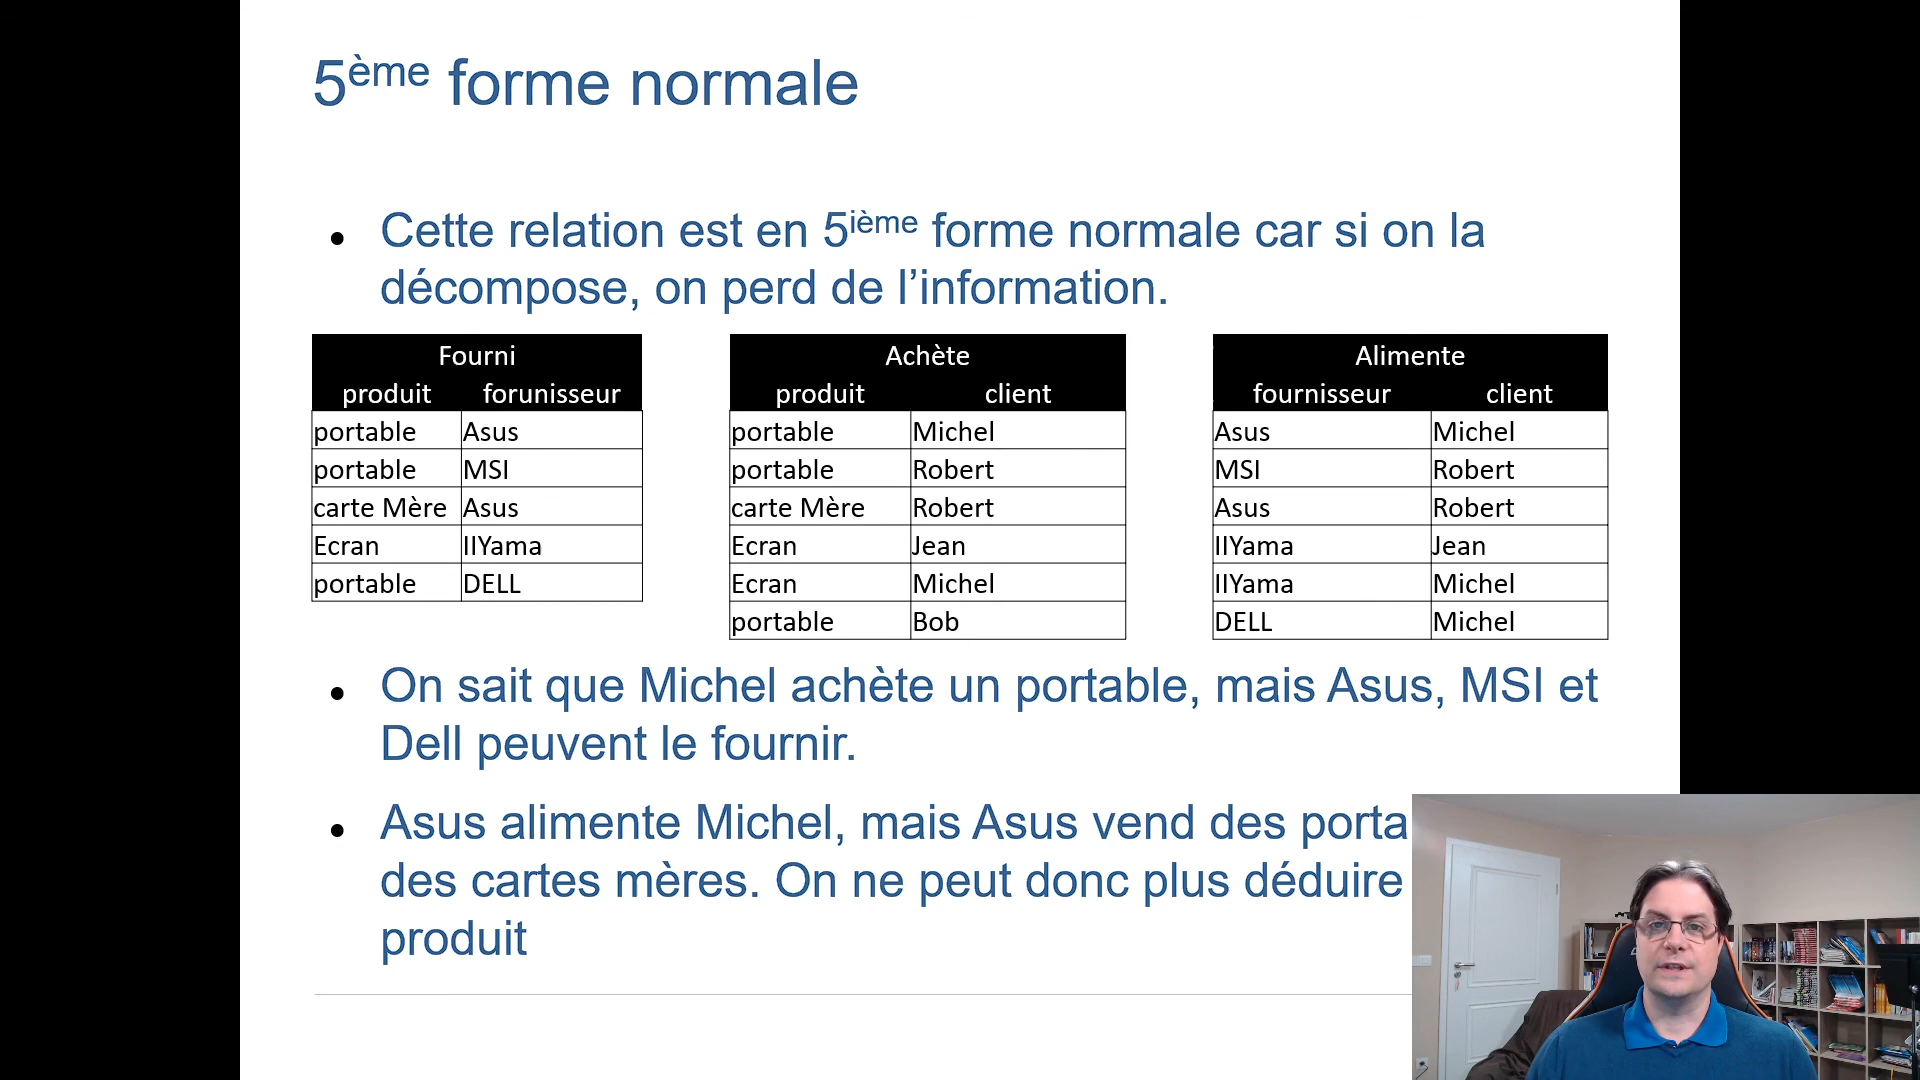 5ème forme normale
Cette relation est en 5ième forme normale car si on la
décompose, on perd de l’information.
Fourni
produit forunisseur
portable Asus
portable MSI
carte Mère Asus
Ecran IIYama
portable DELL
Achète
produit client
portable Michel
portable Robert
carte Mère Robert
Ecran Jean
Ecran Michel
portable Bob
Alimente
fournisseur client
Asus Michel
MSI Robert
Asus Robert
IIYama Jean
IIYama Michel
DELL Michel
On sait que Michel achète un portable, mais Asus, MSI et
Dell peuvent le fournir.
Asus alimente Michel, mais Asus vend des porta
des cartes mères. On ne peut donc plus déduire
produit